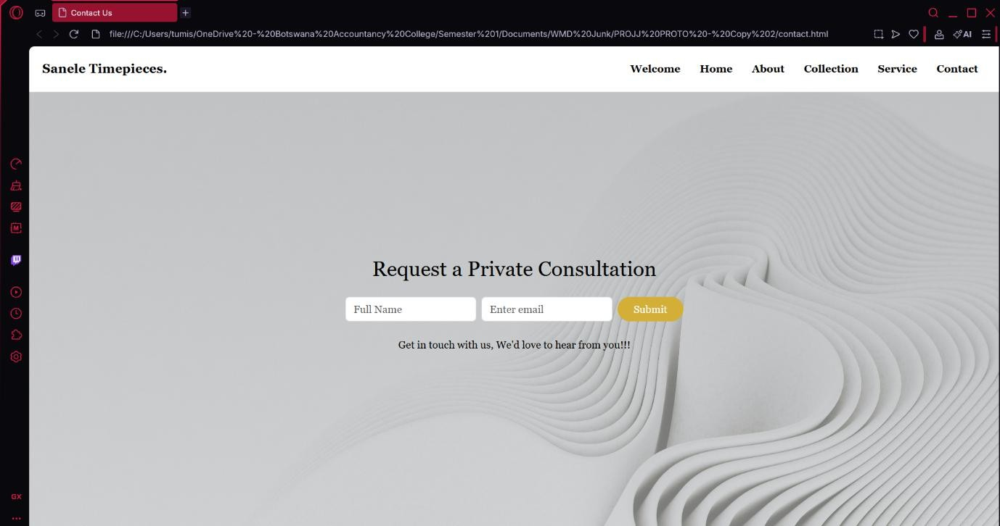 Contact Us
file:///C:/Users/tumis/OneDrive%20-%20Botswana%20Accountancy%20College/Semester%201/Documents/WMD%20Junk/PROJJ%20PROTO%20-%20Copy%202/contact.html
AI
Sanele Timepieces.
Welcome Home About Collection Service Contact
M
Request a Private Consultation
Full Name Enter email Submit
Get in touch with us, We'd love to hear from you!!!
GX